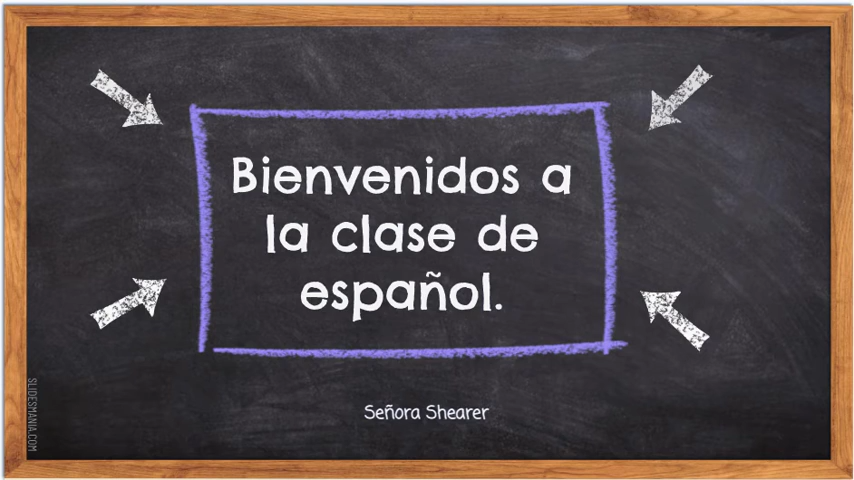 Bienvenidos a
la clase de
español.
Señora Shearer
SLIDESMANIA.COM